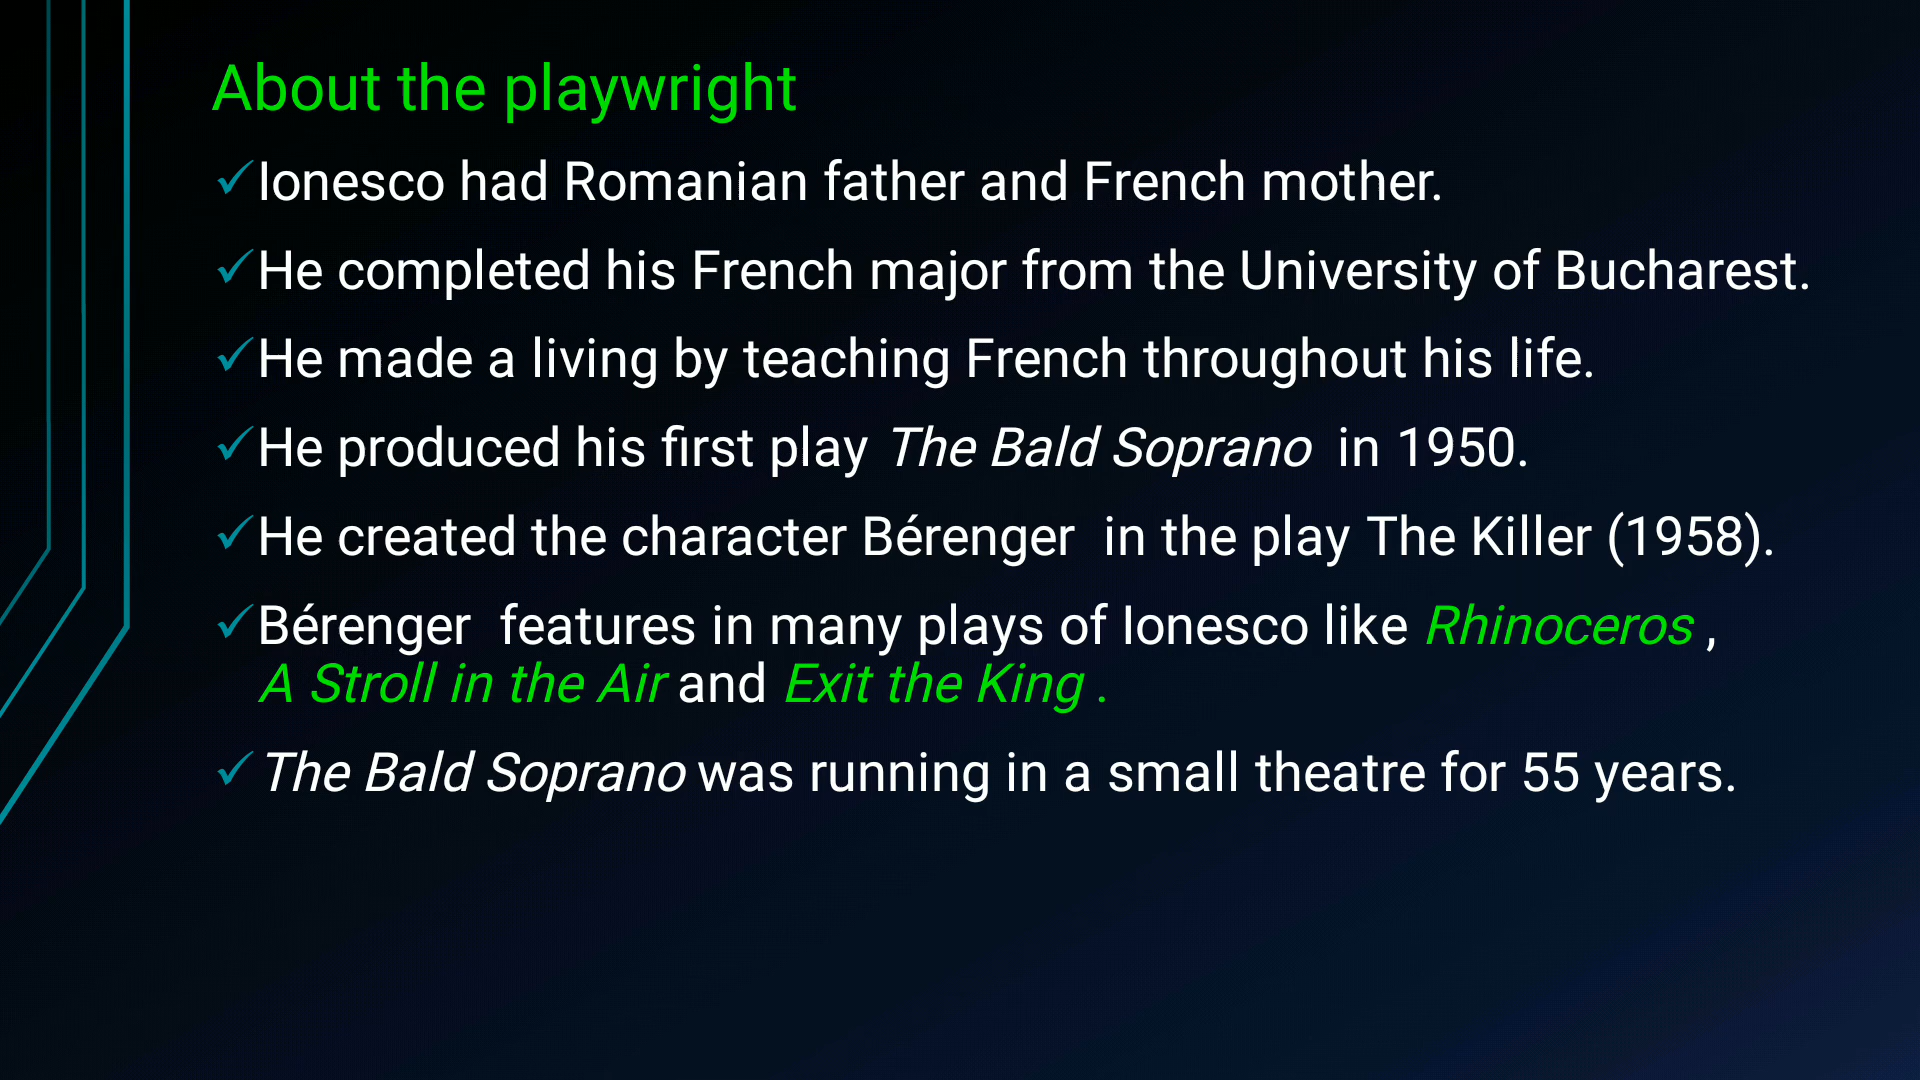 About the playwright
✓Ionesco had Romanian father and French mother.
✓He completed his French major from the University of Bucharest.
✓He made a living by teaching French throughout his life.
✓He produced his first play The Bald Soprano in 1950.
✓He created the character Bérenger in the play The Killer (1958).
✓Bérenger features in many plays of Ionesco like Rhinoceros ,
A Stroll in the Air and Exit the King .
✓The Bald Soprano was running in a small theatre for 55 years.